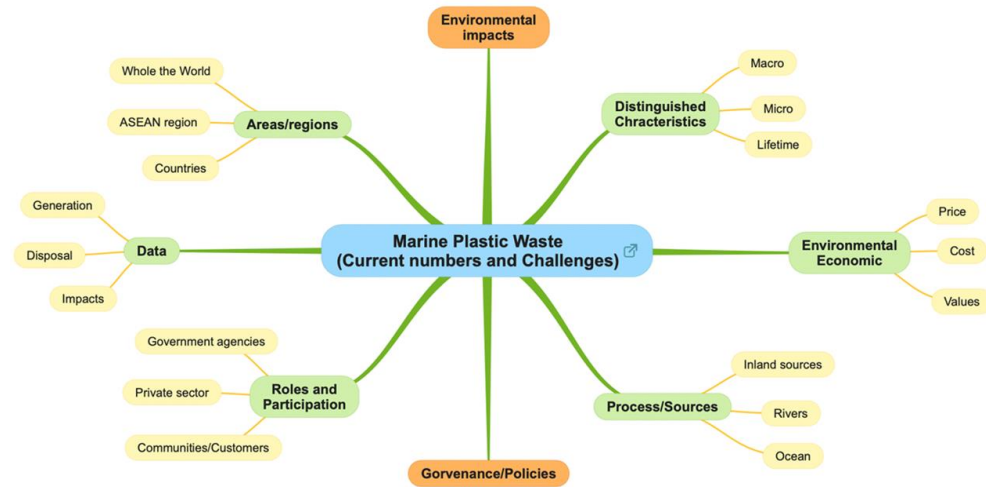 Environmental
impacts
Whole the World
ASEAN region
Countries
Areas/regions
Distinguished
Chracteristics
Macro
Micro
Lifetime
Generation
Disposal
Impacts
Data
Marine Plastic Waste
(Current numbers and Challenges)
Environmental
Economic
Price
Cost
Values
Government agencies
Private sector
Communities/Customers
Roles and
Participation
Process/Sources
Inland sources
Rivers
Ocean
Gorvenance/Policies